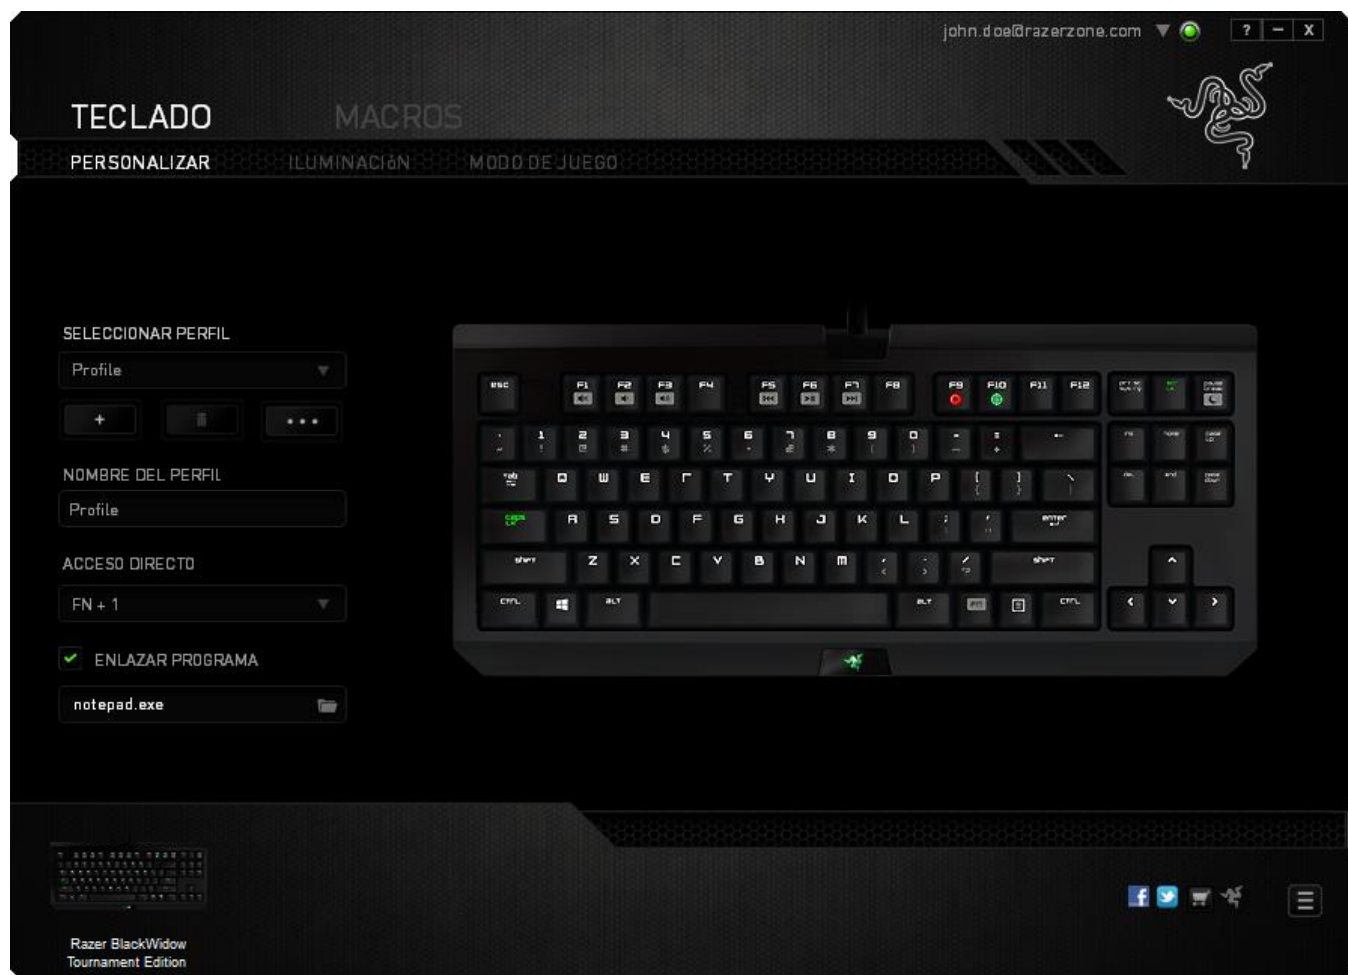 john.doe@razerzone.com
? – X
TECLADO MACROS
PERSONALIZAR ILUMINACIóN MODO DE JUEGO
SELECCIONAR PERFIL
Profile
+ •••
NOMBRE DEL PERFIL
Profile
ACCESO DIRECTO
FN + 1
ENLAZAR PROGRAMA
notepad.exe
ESC F1 F2 F3 F4 F5 F6 F7 F8 F9 F10 F11 F12
1 2 3 4 5 6 7 8 9 0 - =
tab Q W E r T Y U I O P [ ] \
caps LK A S D F G H J K L ; ' enter
shift Z X C V B N M , . / shift
CTRL ALT ALT CTRL
end
Razer BlackWidow
Tournament Edition